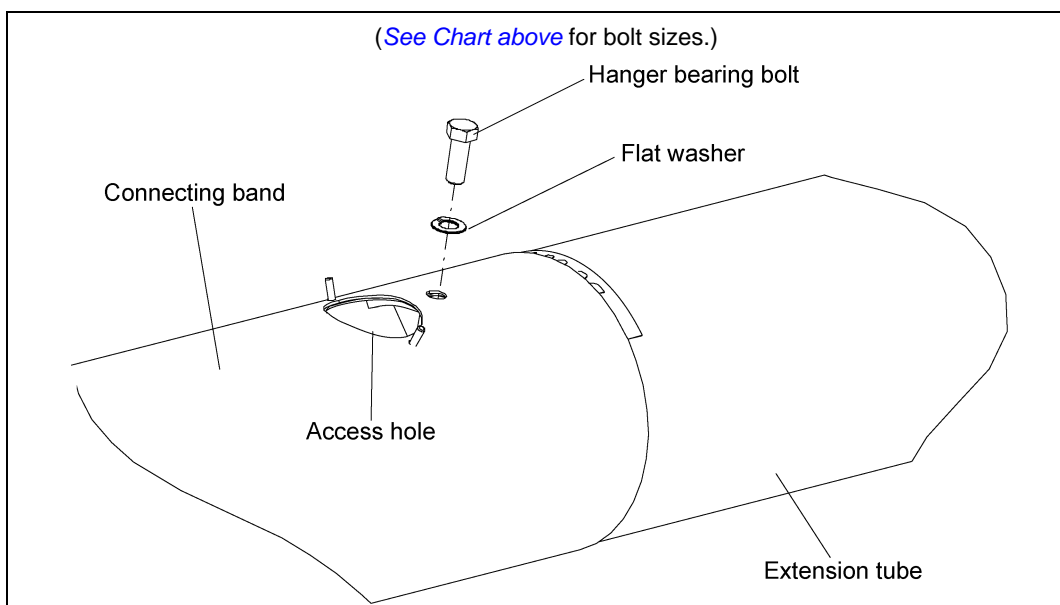 (See Chart above for bolt sizes.)
Hanger bearing bolt
Flat washer
Connecting band
Access hole
Extension tube